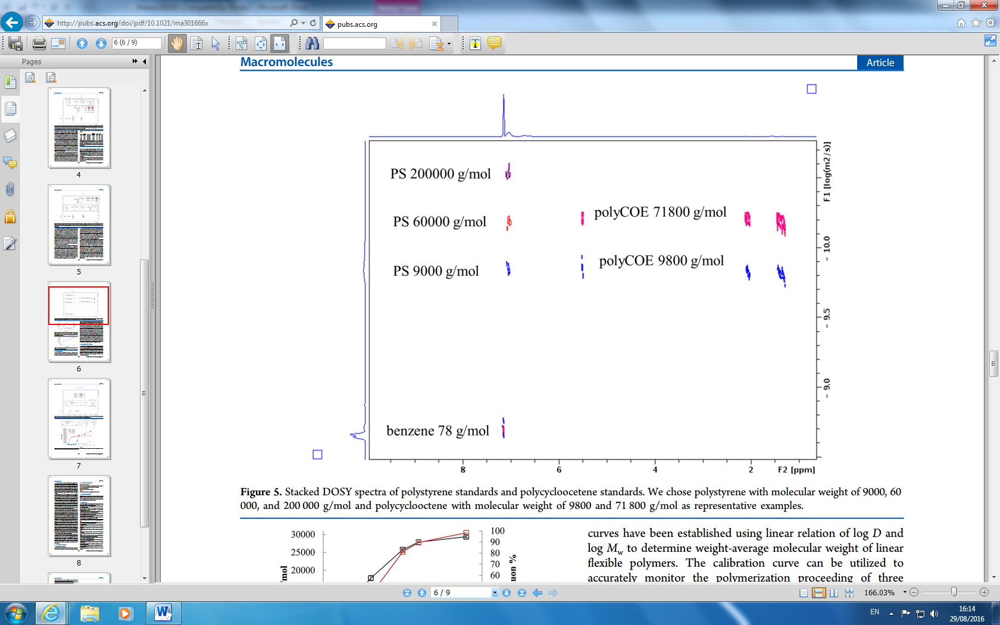 http://pubs.acs.org/doi/pdf/10.1021/ma301666x
pubs.acs.org
6 (6 / 9)
Pages
4
5
6
7
8
Macromolecules
Article
PS 200000 g/mol
PS 60000 g/mol
polyCOE 71800 g/mol
PS 9000 g/mol
polyCOE 9800 g/mol
benzene 78 g/mol
F1 [log(m2/s)]
- 10.0
- 9.5
- 9.0
8
6
4
2
F2 [ppm]
Figure 5. Stacked DOSY spectra of polystyrene standards and polycycloocetene standards. We chose polystyrene with molecular weight of 9000, 60
000, and 200 000 g/mol and polycyclooctene with molecular weight of 9800 and 71 800 g/mol as representative examples.
30000
25000
20000
100
90
80
70
60
curves have been established using linear relation of log D and
log Mw to determine weight-average molecular weight of linear
flexible polymers. The calibration curve can be utilized to
accurately monitor the polymerization proceeding of three
6 / 9
166.03%
EN
16:14
29/08/2016